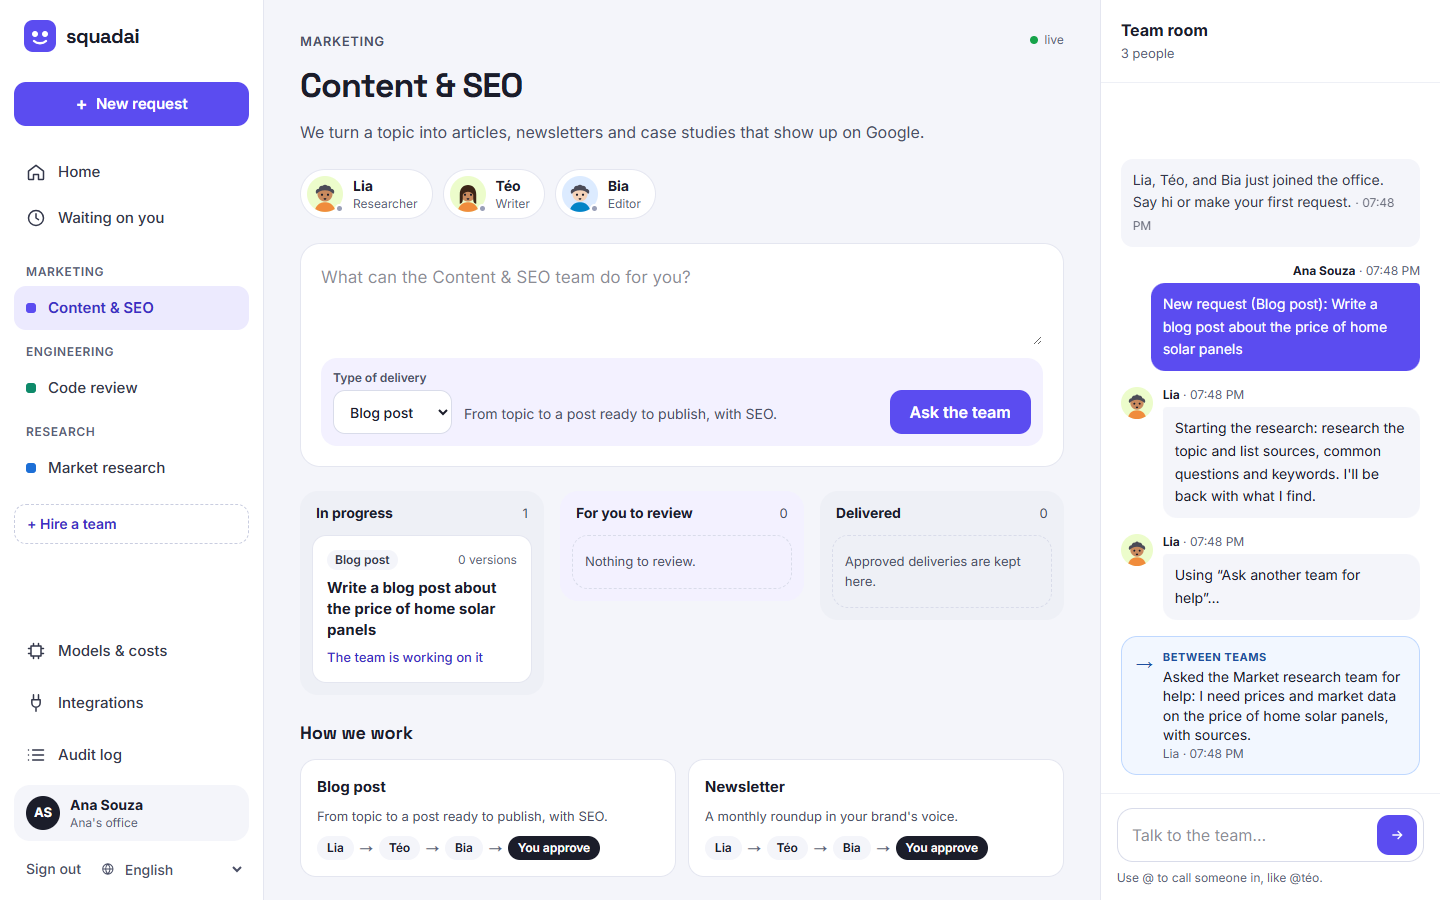 squadai
+ New request
Home
Waiting on you
MARKETING
Content & SEO
ENGINEERING
Code review
RESEARCH
Market research
+ Hire a team
Models & costs
Integrations
Audit log
AS
Ana Souza
Ana's office
Sign out
English
MARKETING
live
Content & SEO
We turn a topic into articles, newsletters and case studies that show up on Google.
Lia
Researcher
Téo
Writer
Bia
Editor
What can the Content & SEO team do for you?
Type of delivery
Blog post
From topic to a post ready to publish, with SEO.
Ask the team
In progress
1
Blog post
0 versions
Write a blog post about
the price of home solar
panels
The team is working on it
For you to review
0
Nothing to review.
Delivered
0
Approved deliveries are kept
here.
How we work
Blog post
From topic to a post ready to publish, with SEO.
Lia → Téo → Bia → You approve
Newsletter
A monthly roundup in your brand's voice.
Lia → Téo → Bia → You approve
Team room
3 people
Lia, Téo, and Bia just joined the office.
Say hi or make your first request. · 07:48
PM
Ana Souza · 07:48 PM
New request (Blog post): Write a
blog post about the price of home
solar panels
Lia · 07:48 PM
Starting the research: research the
topic and list sources, common
questions and keywords. I'll be
back with what I find.
Lia · 07:48 PM
Using “Ask another team for
help”...
→ BETWEEN TEAMS
Asked the Market research team for
help: I need prices and market data
on the price of home solar panels,
with sources.
Lia · 07:48 PM
Talk to the team...
Use @ to call someone in, like @téo.